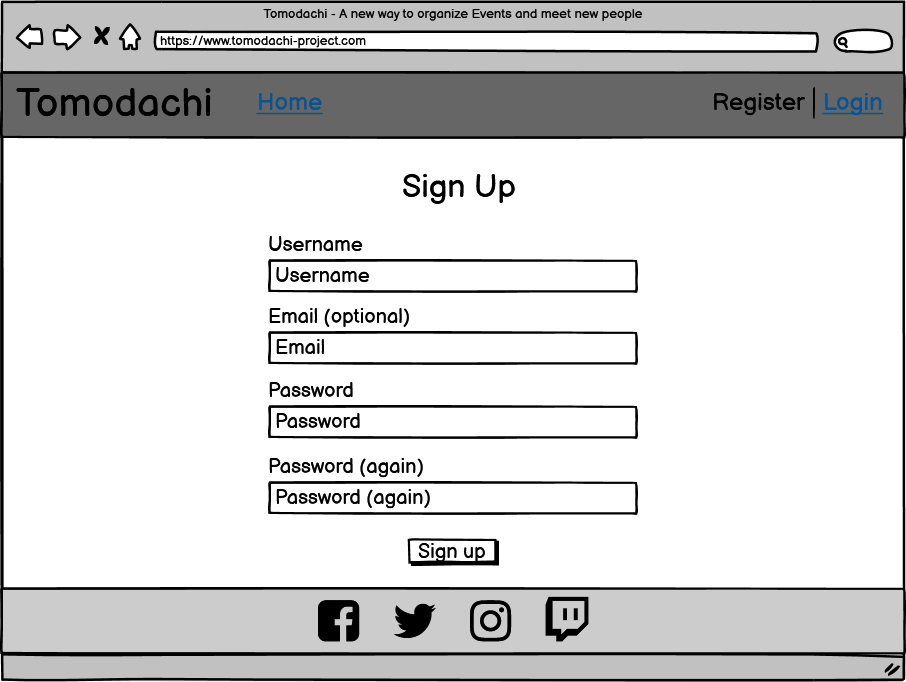 Tomodachi - A new way to organize Events and meet new people
https://www.tomodachi-project.com
Tomodachi Home Register | Login
Sign Up
Username
Username
Email (optional)
Email
Password
Password
Password (again)
Password (again)
Sign up